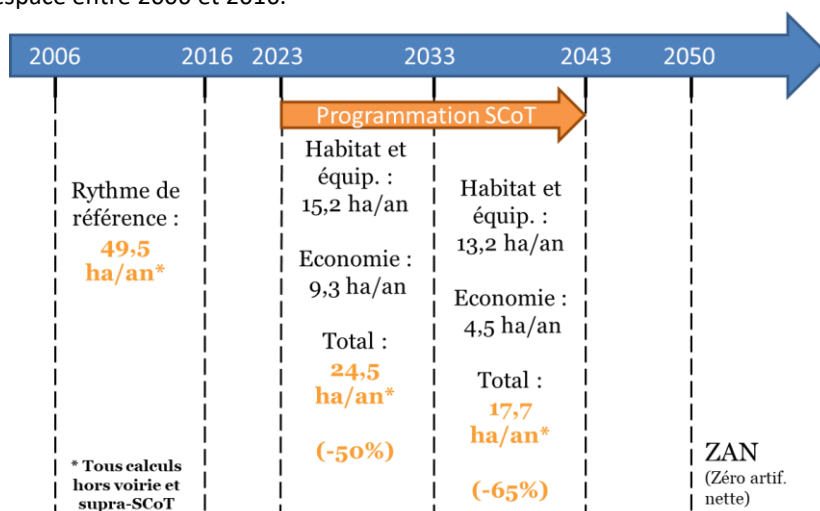 espace entre 2006 et 2016.
2006 2016 2023 2033 2043 2050
Programmation SCoT
Rythme de
référence :
49,5
ha/an*
* Tous calculs
hors voirie et
supra-SCoT
Habitat et
équip. :
15,2 ha/an
Economie :
9,3 ha/an
Total :
24,5
ha/an*
(-50%)
Habitat et
équip. :
13,2 ha/an
Economie :
4,5 ha/an
Total :
17,7
ha/an*
(-65%)
ZAN
(Zéro artif.
nette)